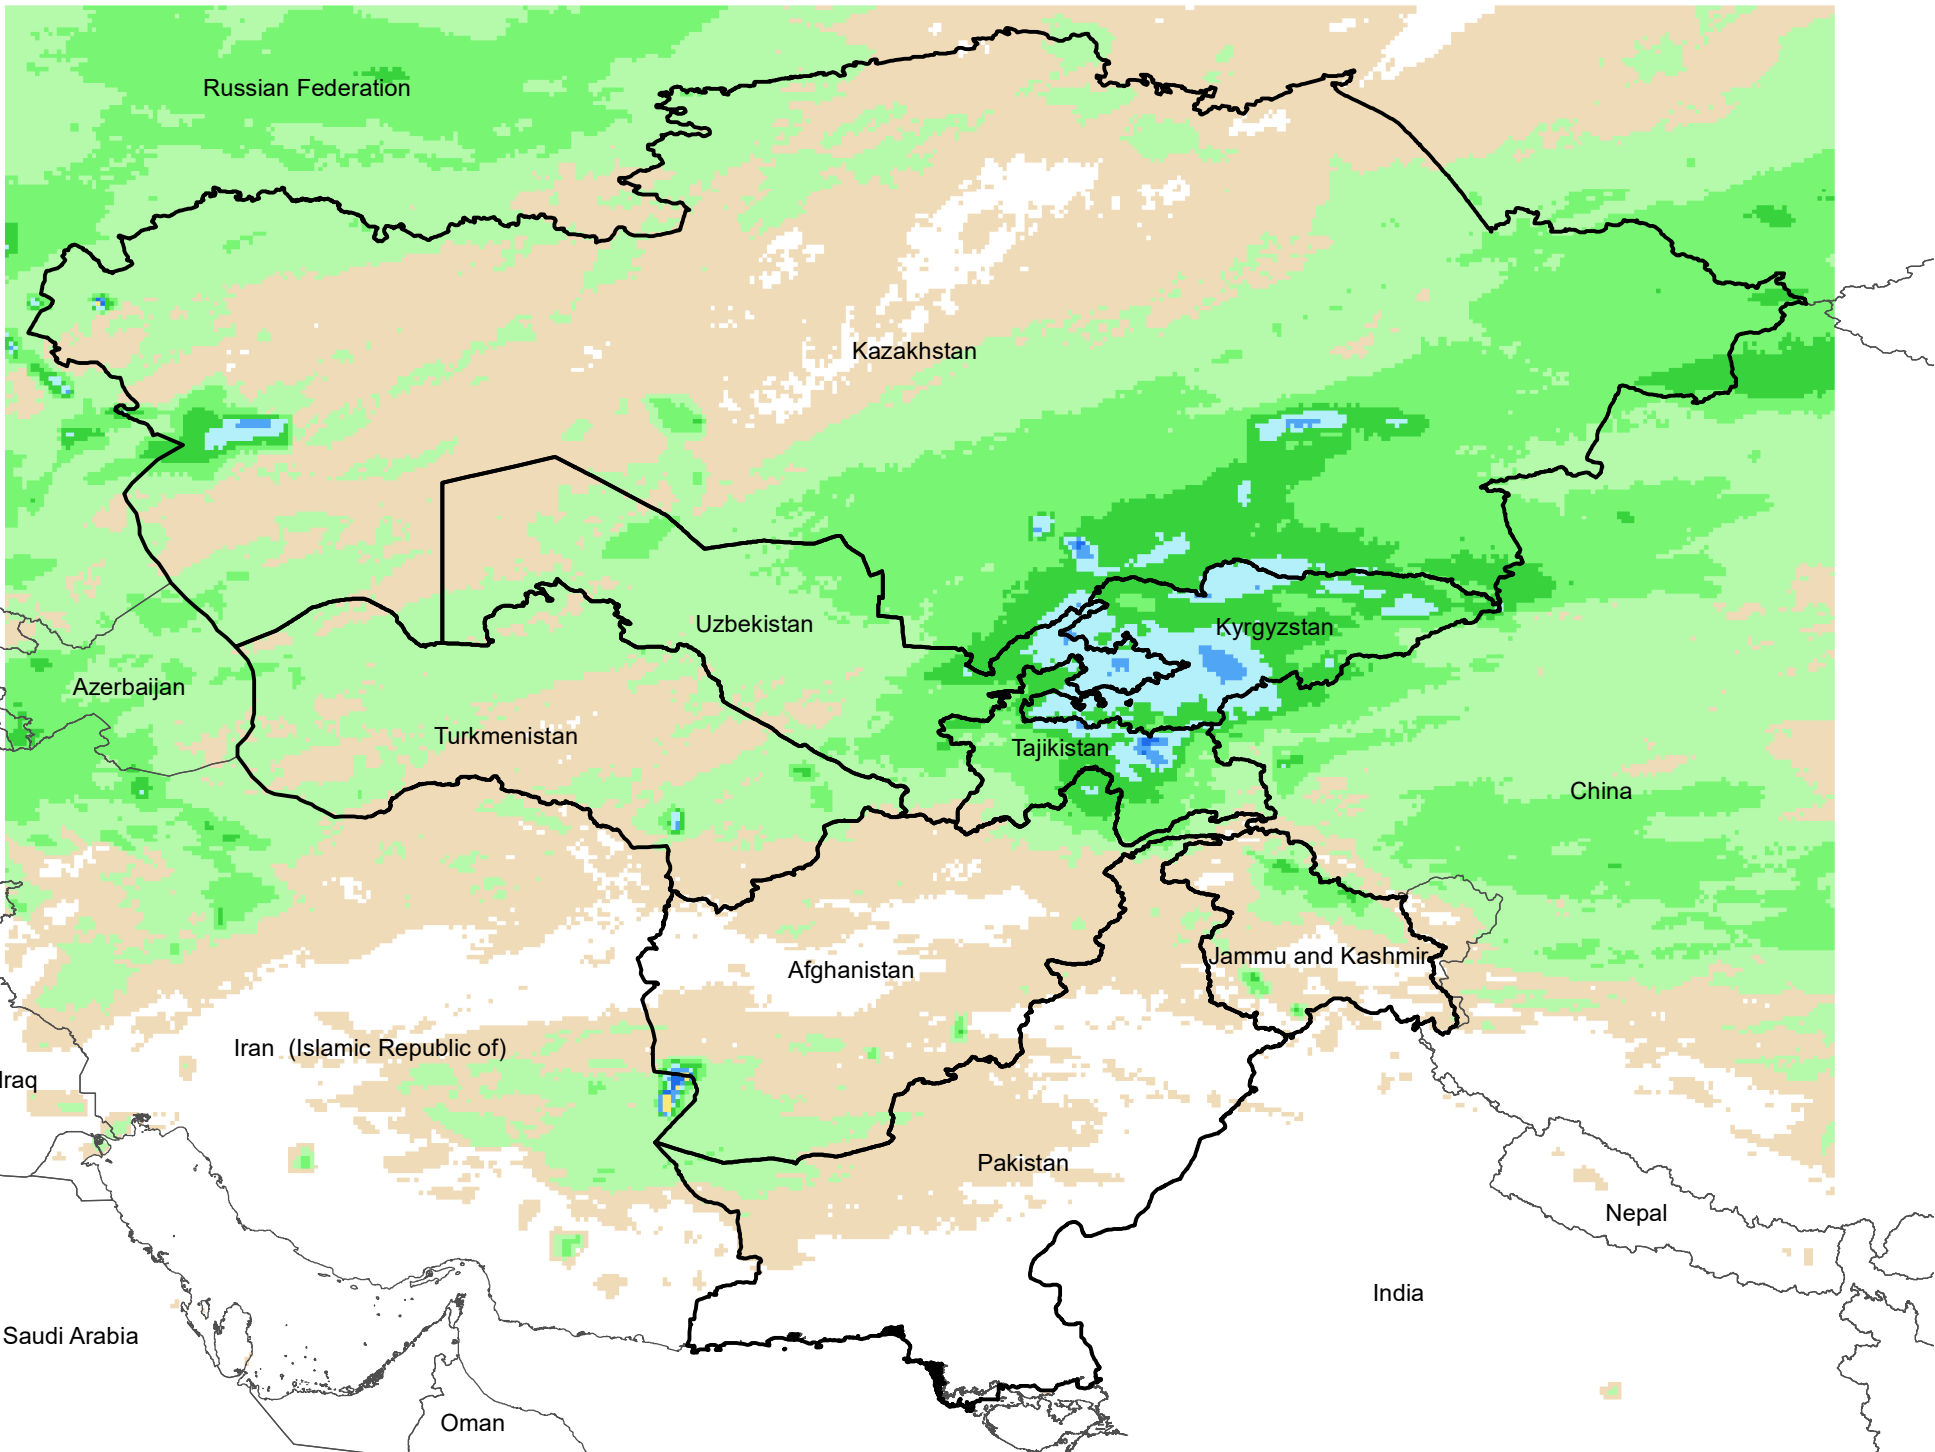 Russian Federation
Kazakhstan
Uzbekistan
Kyrgyzstan
Azerbaijan
Turkmenistan
Tajikistan
China
Jammu and Kashmir
Afghanistan
Iran  (Islamic Republic of)
Iraq
Pakistan
Nepal
India
Saudi Arabia
Oman